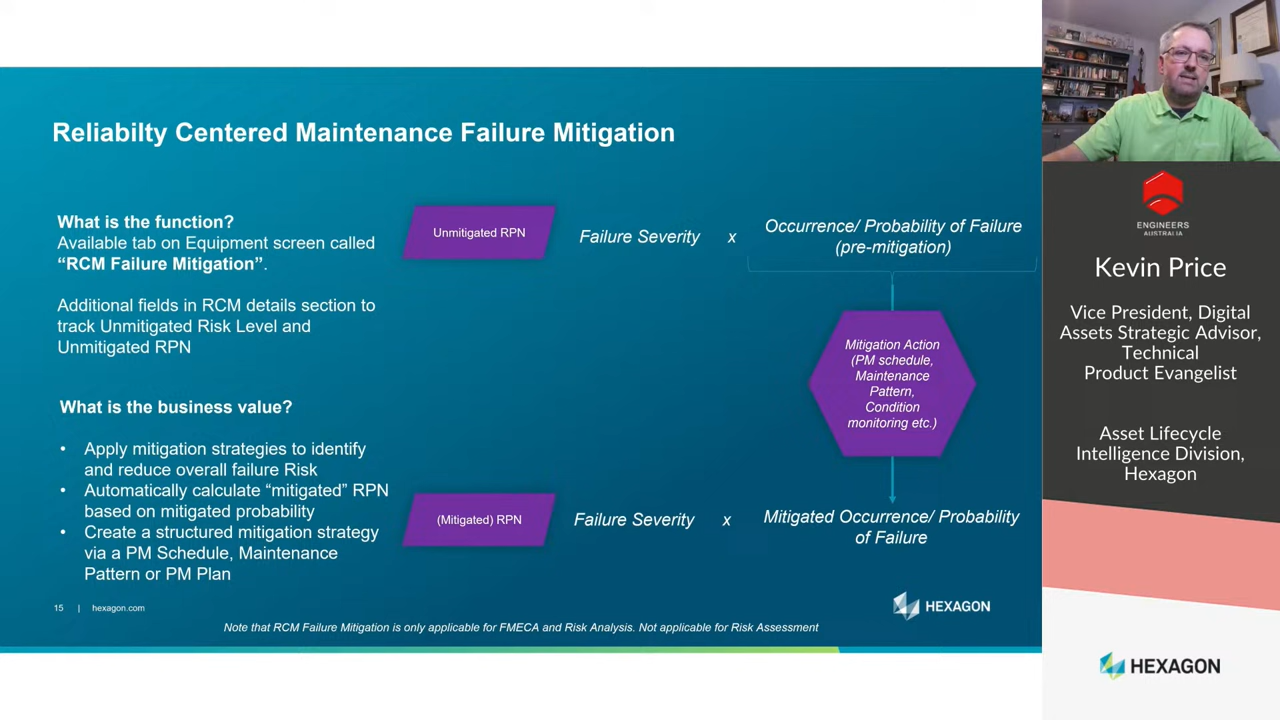 Reliabilty Centered Maintenance Failure Mitigation
What is the function?
Available tab on Equipment screen called
“RCM Failure Mitigation”.
Additional fields in RCM details section to
track Unmitigated Risk Level and
Unmitigated RPN
What is the business value?
• Apply mitigation strategies to identify
and reduce overall failure Risk
• Automatically calculate “mitigated” RPN
based on mitigated probability
• Create a structured mitigation strategy
via a PM Schedule, Maintenance
Pattern or PM Plan
Unmitigated RPN
Failure Severity
x
Occurrence/ Probability of Failure
(pre-mitigation)
Mitigation Action
(PM schedule,
Maintenance
Pattern,
Condition
monitoring etc.)
(Mitigated) RPN
Failure Severity
x
Mitigated Occurrence/ Probability
of Failure
15 | hexagon.com
HEXAGON
Note that RCM Failure Mitigation is only applicable for FMECA and Risk Analysis. Not applicable for Risk Assessment
ENGINEERS
AUSTRALIA
Kevin Price
Vice President, Digital
Assets Strategic Advisor,
Technical
Product Evangelist
Asset Lifecycle
Intelligence Division,
Hexagon
HEXAGON